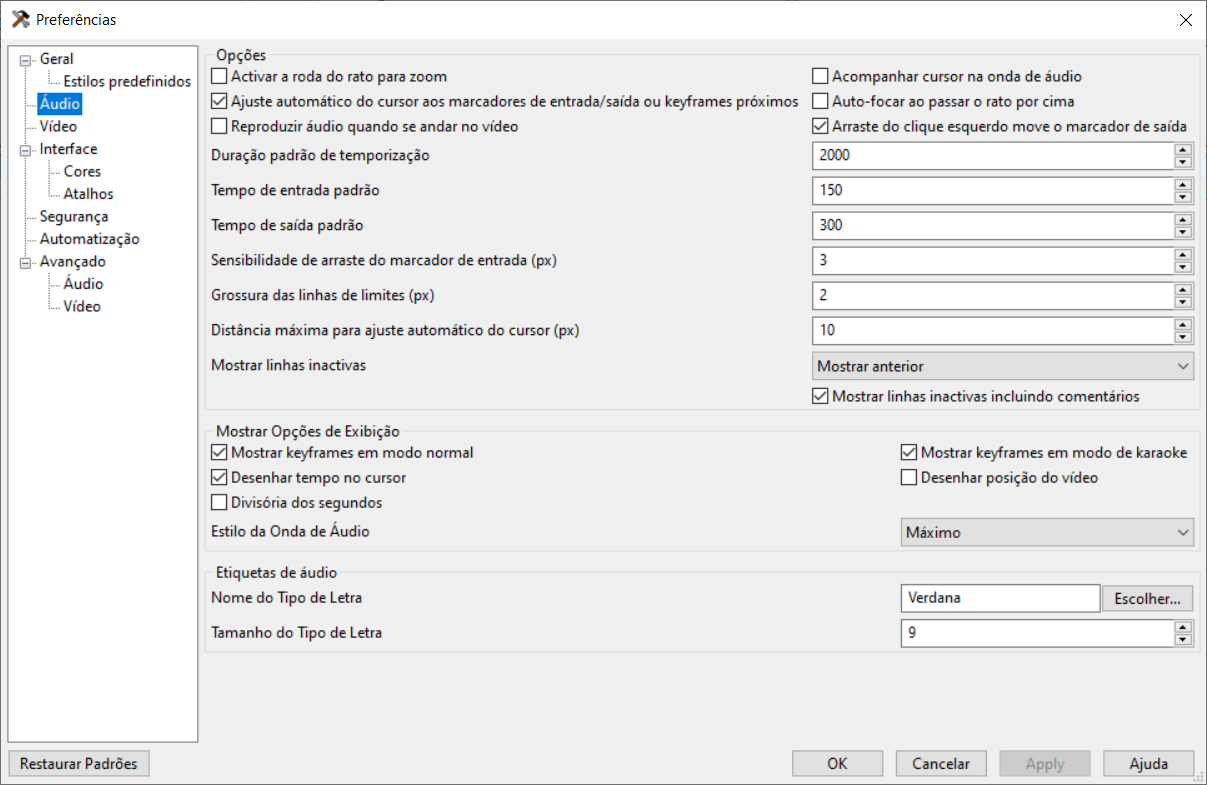 Preferências
Geral
Estilos predefinidos
Áudio
Vídeo
Interface
Cores
Atalhos
Segurança
Automatização
Avançado
Áudio
Vídeo
Opções
Activar a roda do rato para zoom
Acompanhar cursor na onda de áudio
Ajuste automático do cursor aos marcadores de entrada/saída ou keyframes próximos
Auto-focar ao passar o rato por cima
Reproduzir áudio quando se andar no vídeo
Arraste do clique esquerdo move o marcador de saída
Duração padrão de temporização
2000
Tempo de entrada padrão
150
Tempo de saída padrão
300
Sensibilidade de arraste do marcador de entrada (px)
3
Grossura das linhas de limites (px)
2
Distância máxima para ajuste automático do cursor (px)
10
Mostrar linhas inactivas
Mostrar anterior
Mostrar linhas inactivas incluindo comentários
Mostrar Opções de Exibição
Mostrar keyframes em modo normal
Mostrar keyframes em modo de karaoke
Desenhar tempo no cursor
Desenhar posição do vídeo
Divisória dos segundos
Estilo da Onda de Áudio
Máximo
Etiquetas de áudio
Nome do Tipo de Letra
Verdana
Escolher...
Tamanho do Tipo de Letra
9
Restaurar Padrões
OK
Cancelar
Apply
Ajuda